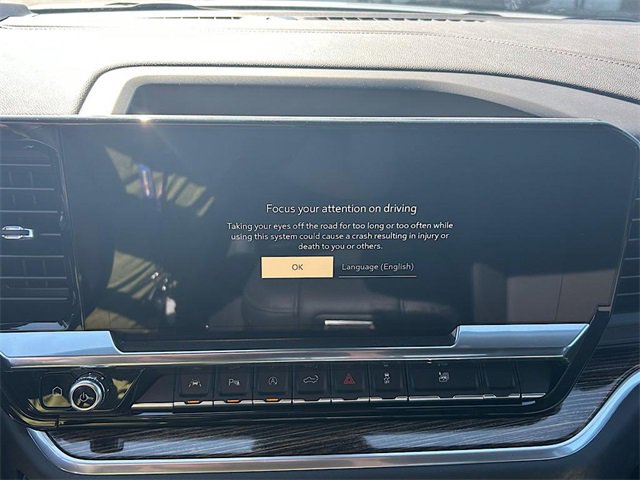 Focus your attention on driving
Taking your eyes off the road for too long or too often while
using this system could cause a crash resulting in injury or
death to you or others.
OK
Language (English)